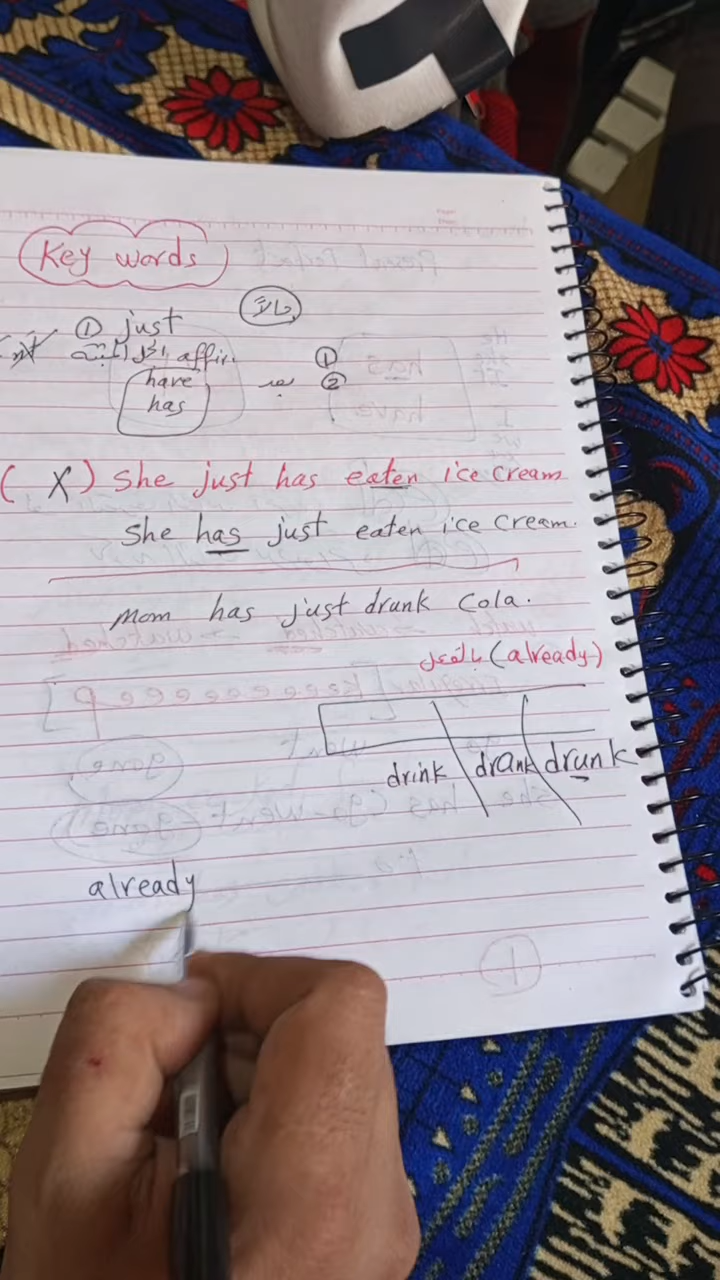 Key words
① just حالاً
affir. ①
have بعد ②
has
( X ) She just has eaten ice cream
She has just eaten ice cream.
Mom has just drunk Cola.
بالفعل (already)
drink drank drunk
already